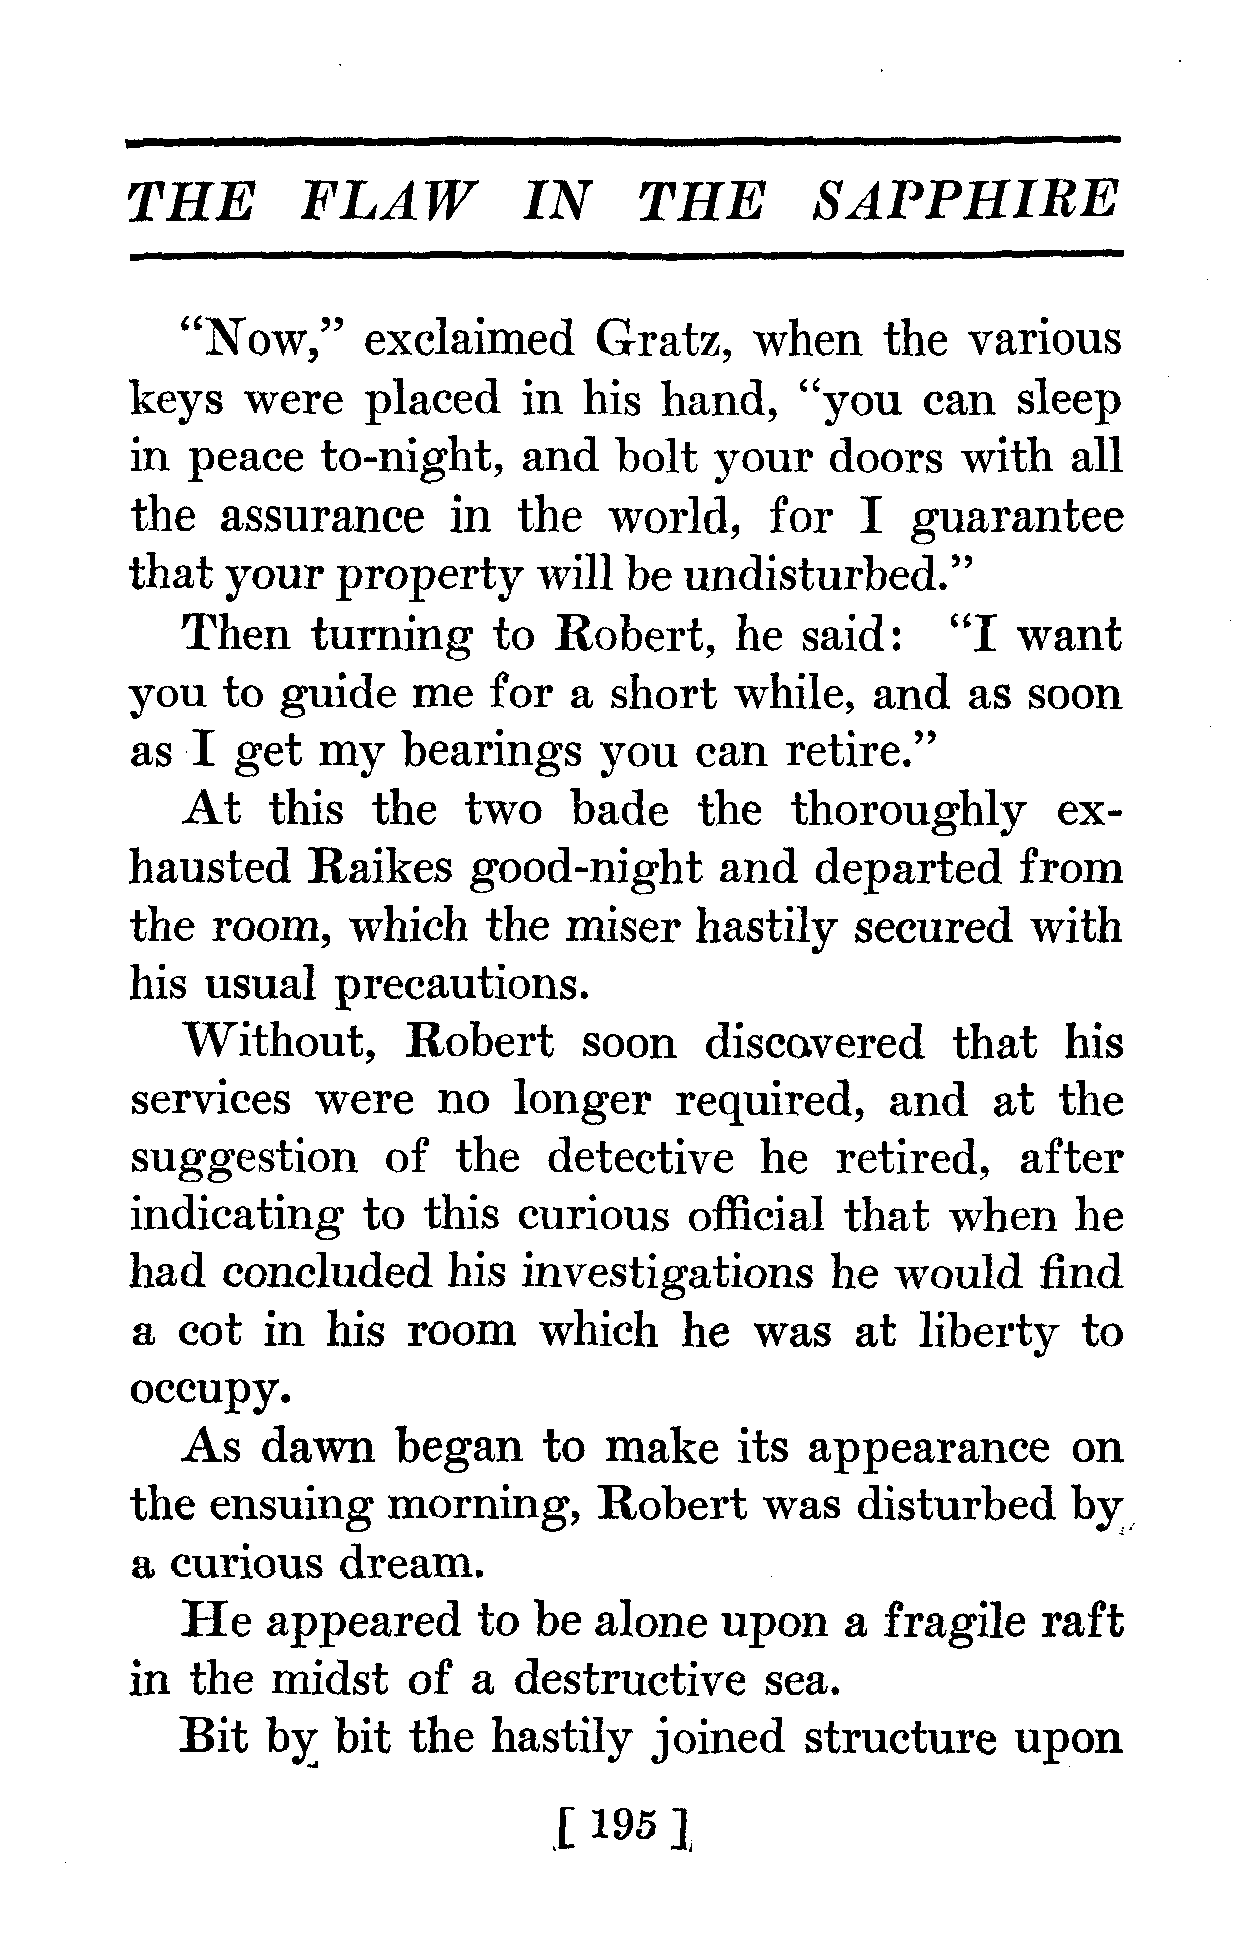 THE FLAW IN THE SAPPHIRE
“Now,” exclaimed Gratz, when the various
keys were placed in his hand, “you can sleep
in peace to-night, and bolt your doors with all
the assurance in the world, for I guarantee
that your property will be undisturbed.”
Then turning to Robert, he said: “I want
you to guide me for a short while, and as soon
as I get my bearings you can retire.”
At this the two bade the thoroughly ex-
hausted Raikes good-night and departed from
the room, which the miser hastily secured with
his usual precautions.
Without, Robert soon discovered that his
services were no longer required, and at the
suggestion of the detective he retired, after
indicating to this curious official that when he
had concluded his investigations he would find
a cot in his room which he was at liberty to
occupy.
As dawn began to make its appearance on
the ensuing morning, Robert was disturbed by
a curious dream.
He appeared to be alone upon a fragile raft
in the midst of a destructive sea.
Bit by bit the hastily joined structure upon
[ 195 ]